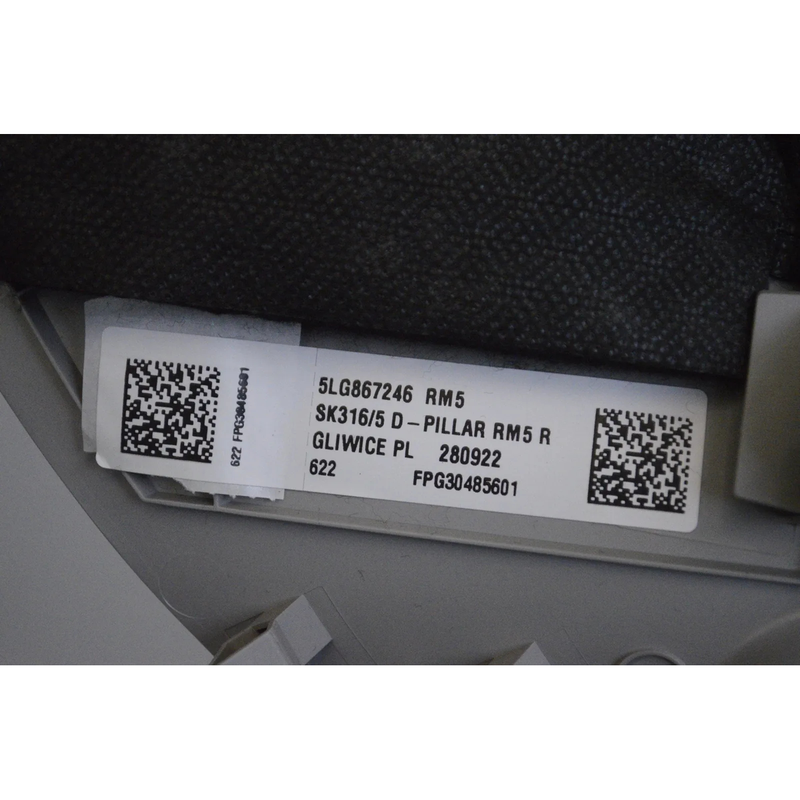 622 FPG30485601
5LG867246 RM5
SK316/5 D-PILLAR RM5 R
GLIWICE PL 280922
622 FPG30485601